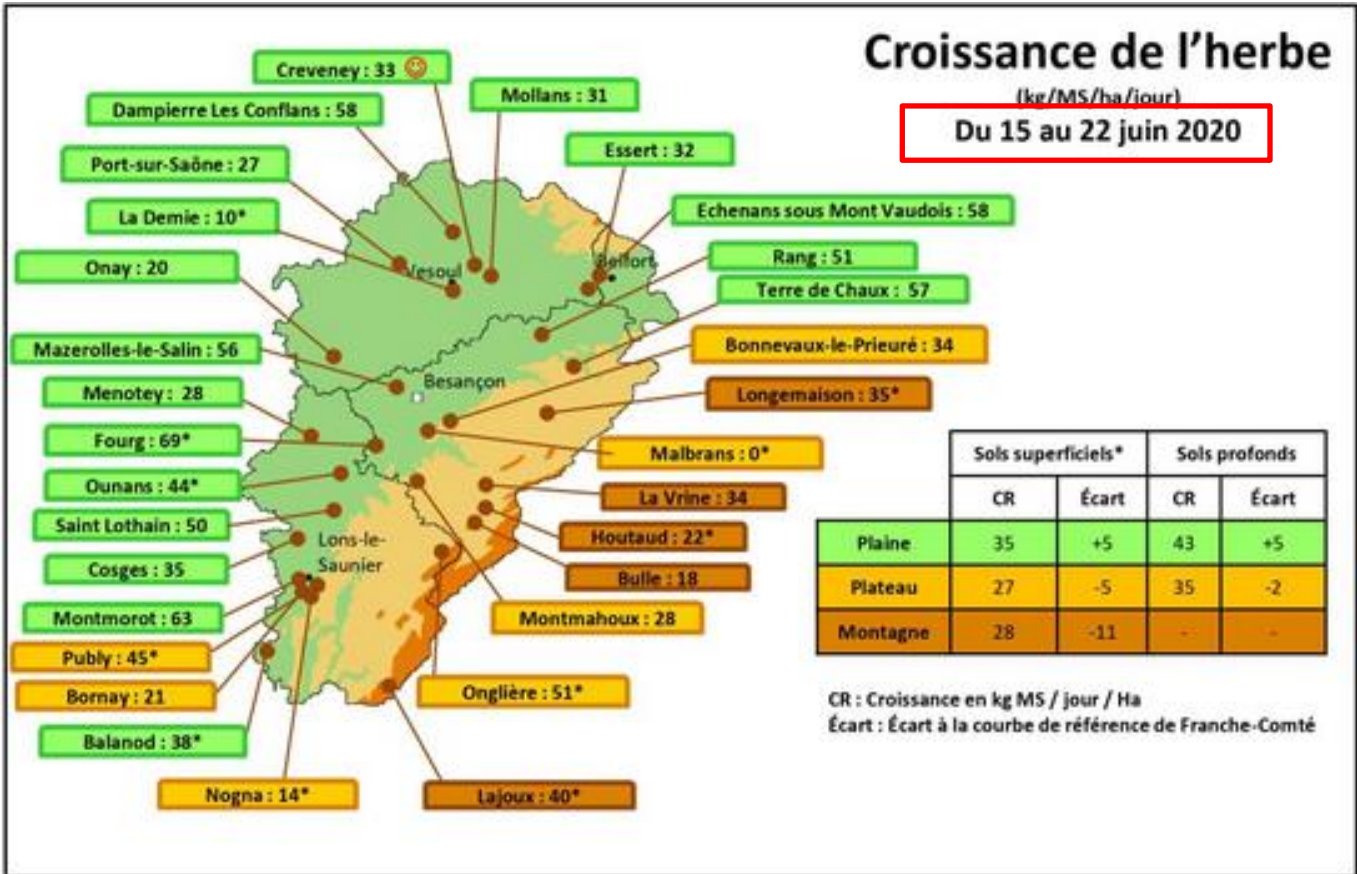 Croissance de l'herbe
(kg/MS/ha/jour)
Du 15 au 22 juin 2020
Creveney : 33
Mollans : 31
Dampierre Les Conflans : 58
Essert : 32
Port-sur-Saône : 27
Echenans sous Mont Vaudois : 58
La Demie : 10*
Rang : 51
Onay : 20
Vesoul
Belfort
Terre de Chaux : 57
Mazerolles-le-Salin : 56
Bonnevaux-le-Prieuré : 34
Besançon
Menotey : 28
Longemaison : 35*
Fourg : 69*
Malbrans : 0*
Ounans : 44*
La Vrine : 34
Saint Lothain : 50
Houtaud : 22*
Lons-le-
Saunier
Cosges : 35
Bulle : 18
Montmorot : 63
Montmahoux : 28
Publy : 45*
Bornay : 21
Onglière : 51*
Balanod : 38*
Nogna : 14*
Lajoux : 40*
Sols superficiels* Sols profonds
CR Écart CR Écart
Plaine 35 +5 43 +5
Plateau 27 -5 35 -2
Montagne 28 -11 - -
CR : Croissance en kg MS / jour / Ha
Écart : Écart à la courbe de référence de Franche-Comté